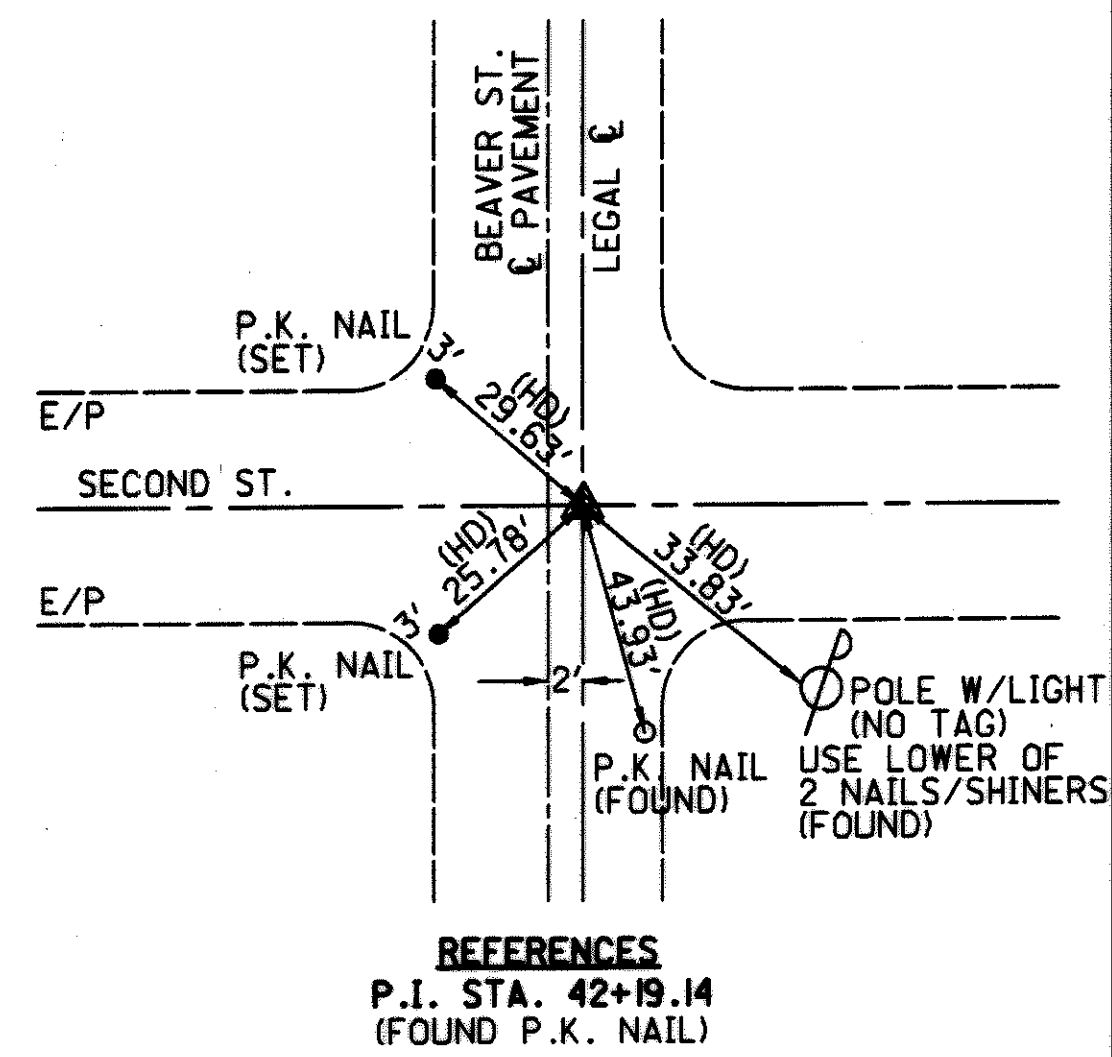 BEAVER ST.
℄ PAVEMENT
LEGAL ℄
P.K. NAIL
(SET)
3'
(HD)
29.63'
E/P
SECOND ST.
(HD)
25.78'
(HD)
33.83'
(HD)
43.93'
E/P
3'
P.K. NAIL
(SET)
2'
POLE W/LIGHT
(NO TAG)
USE LOWER OF
2 NAILS/SHINERS
(FOUND)
P.K. NAIL
(FOUND)
REFERENCES
P.I. STA. 42+19.14
(FOUND P.K. NAIL)